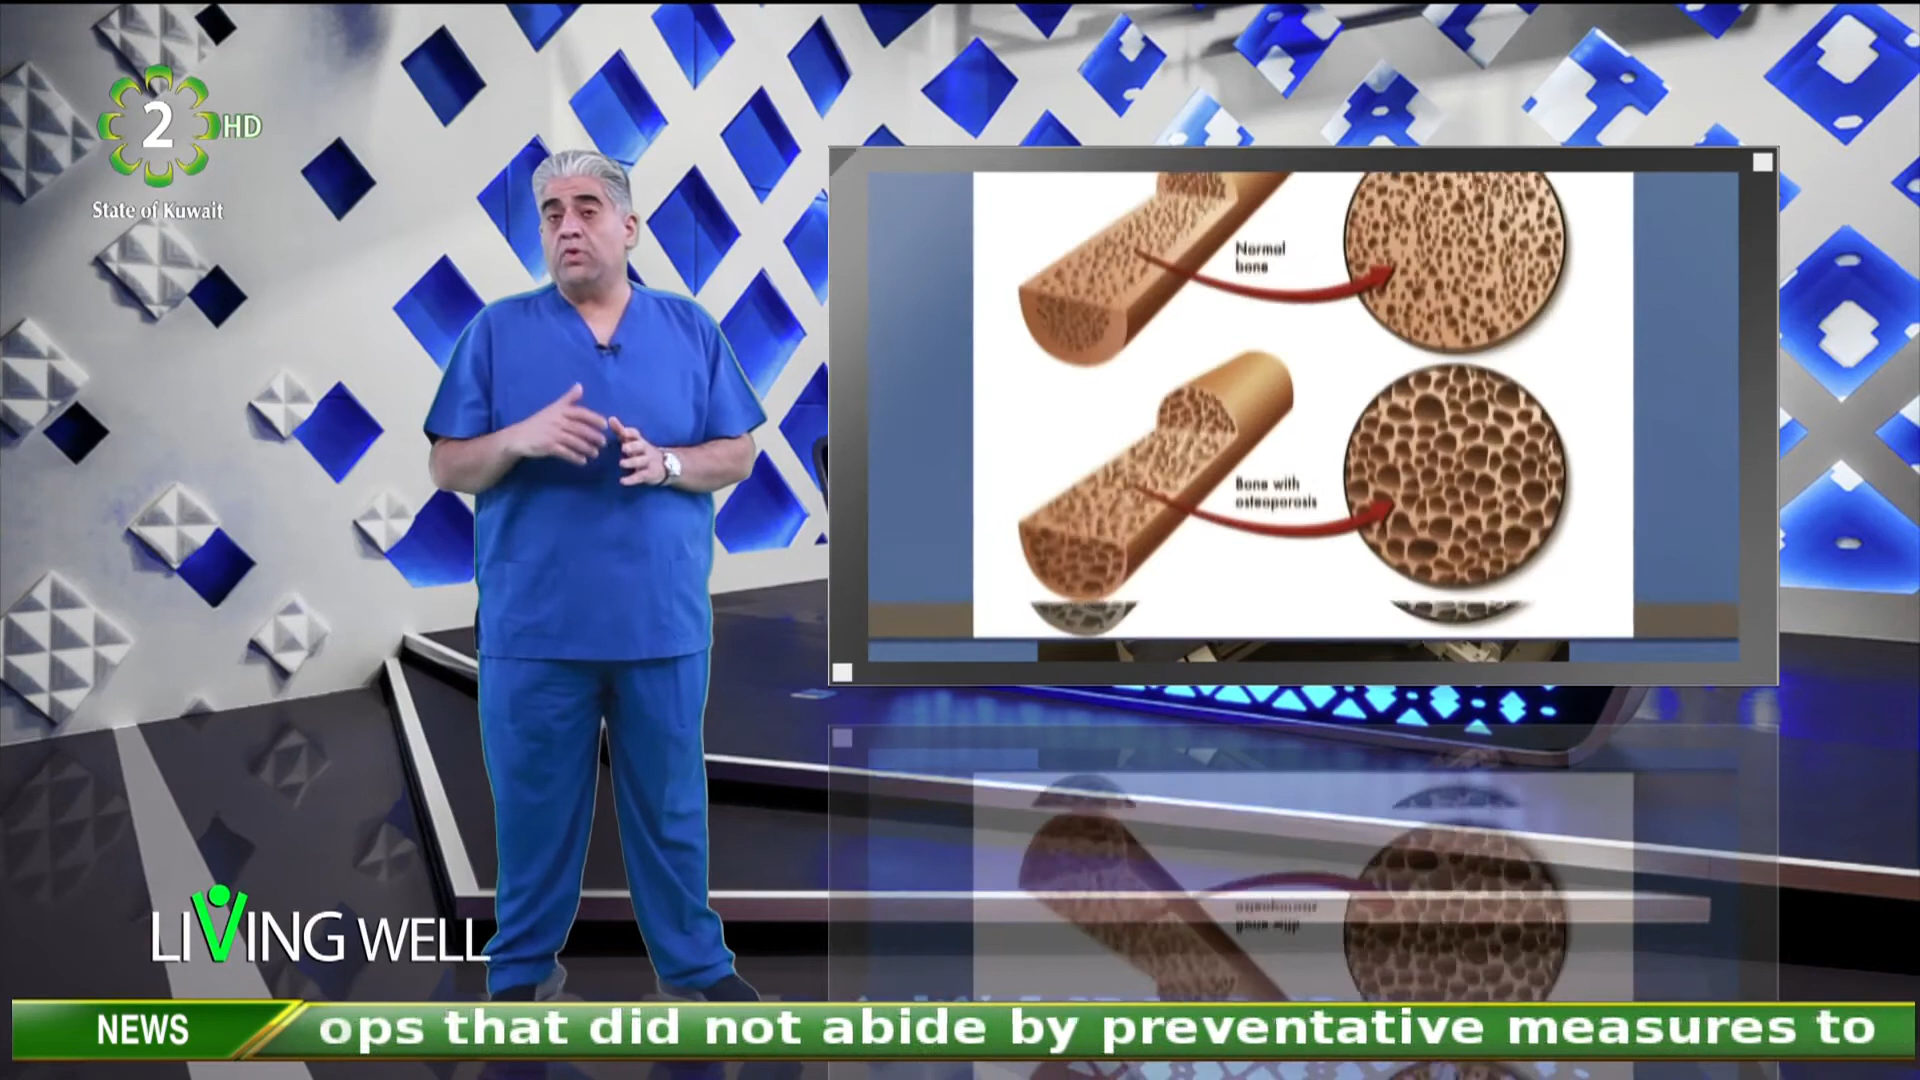 2
HD
State of Kuwait
Normal
bone
Bone with
osteoporosis
LIVING WELL
NEWS
ops that did not abide by preventative measures to